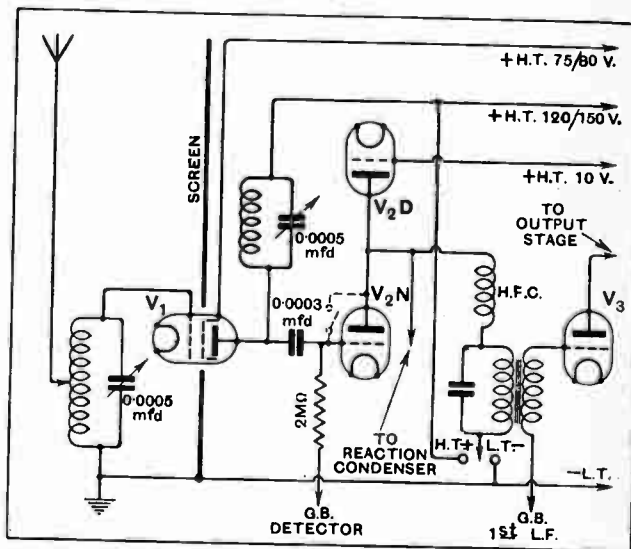 +H.T. 75/80 V.
+H.T. 120/150 V.
SCREEN
+H.T. 10 V.
V2D
TO
OUTPUT
STAGE
0.0005
mfd
V1
0.0003
mfd
V2N
H.F.C.
V3
0.0005
mfd
2MΩ
TO
REACTION
CONDENSER
H.T.+
L.T.-
-L.T.
G.B.
DETECTOR
G.B.
1st L.F.